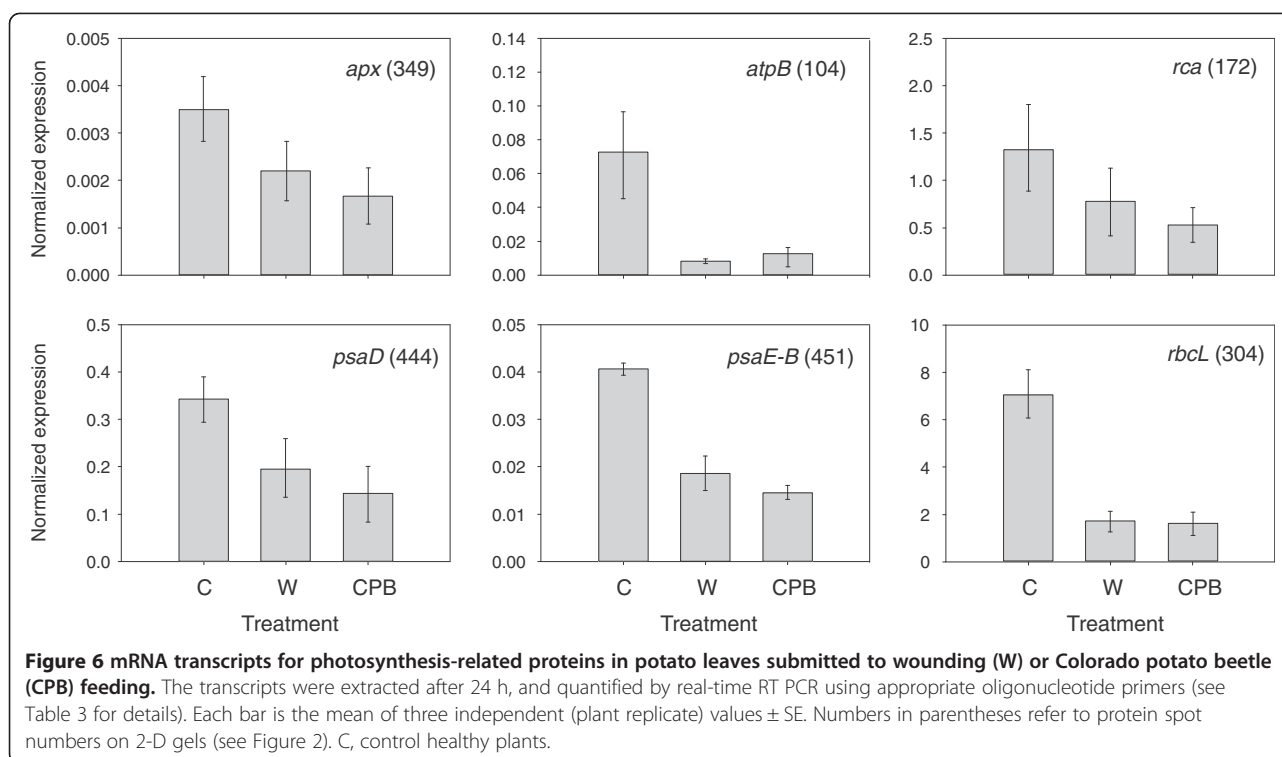 0.005
0.004
0.003
0.002
0.001
0.000
Normalized expression
apx (349)
0.14
0.12
0.10
0.08
0.06
0.04
0.02
0.00
atpB (104)
2.5
2.0
1.5
1.0
0.5
0.0
rca (172)
0.5
0.4
0.3
0.2
0.1
0.0
Normalized expression
psaD (444)
C W CPB
Treatment
0.05
0.04
0.03
0.02
0.01
0.00
psaE-B (451)
C W CPB
Treatment
10
8
6
4
2
0
rbcL (304)
C W CPB
Treatment
Figure 6 mRNA transcripts for photosynthesis-related proteins in potato leaves submitted to wounding (W) or Colorado potato beetle
(CPB) feeding. The transcripts were extracted after 24 h, and quantified by real-time RT PCR using appropriate oligonucleotide primers (see
Table 3 for details). Each bar is the mean of three independent (plant replicate) values ± SE. Numbers in parentheses refer to protein spot
numbers on 2-D gels (see Figure 2). C, control healthy plants.